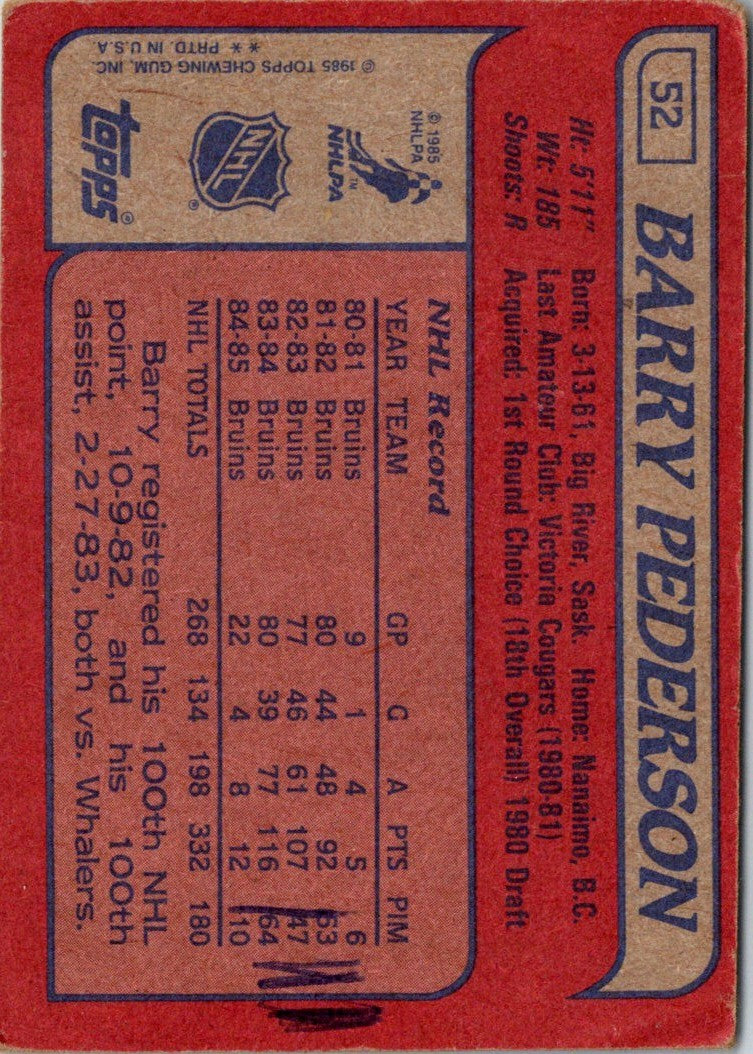 52
BARRY PEDERSON
Ht: 5'11" Born: 3-13-61, Big River, Sask. Home: Nanaimo, B.C.
Wt: 185 Last Amateur Club: Victoria Cougars (1980-81)
Shoots: R Acquired: 1st Round Choice (18th Overall) 1980 Draft
© 1985
NHLPA
NHLPA™
NHL®
topps®
© 1985 TOPPS CHEWING GUM, INC.
* * PRTD. IN U.S.A
NHL Record
YEAR TEAM GP G A PTS PIM
80-81 Bruins 9 1 4 5 6
81-82 Bruins 80 44 48 92 53
82-83 Bruins 77 46 61 107 47
83-84 Bruins 80 39 77 116 64
84-85 Bruins 22 4 8 12 10
NHL TOTALS 268 134 198 332 180
Barry registered his 100th NHL
point, 10-9-82, and his 100th
assist, 2-27-83, both vs. Whalers.